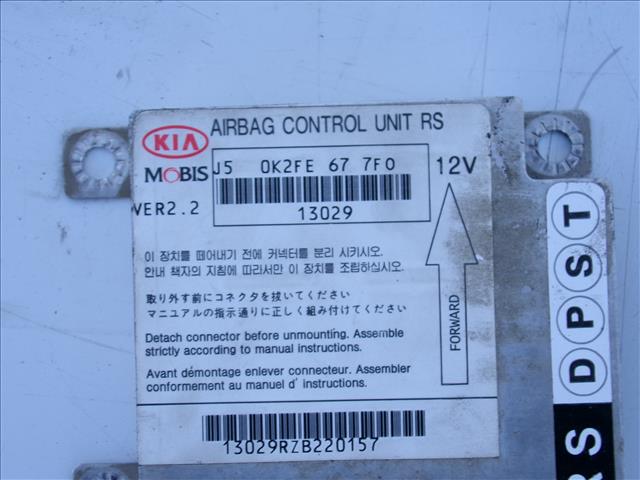 KIA
AIRBAG CONTROL UNIT RS
MOBIS
J5 0K2FE 67 7F0
12V
VER2.2
13029
이 장치를 떼어내기 전에 커넥터를 분리 시키시오.
안내 책자의 지침에 따라서만 이 장치를 조립하십시오.
取り外す前にコネクタを抜いてください
マニュアルの指示通りに正しく組み付けてください
FORWARD
Detach connector before unmounting. Assemble
strictly according to manual instructions.
Avant démontage enlever connecteur. Assembler
conformement au manuel d' instructions.
13029RZB220157
RS D P S T